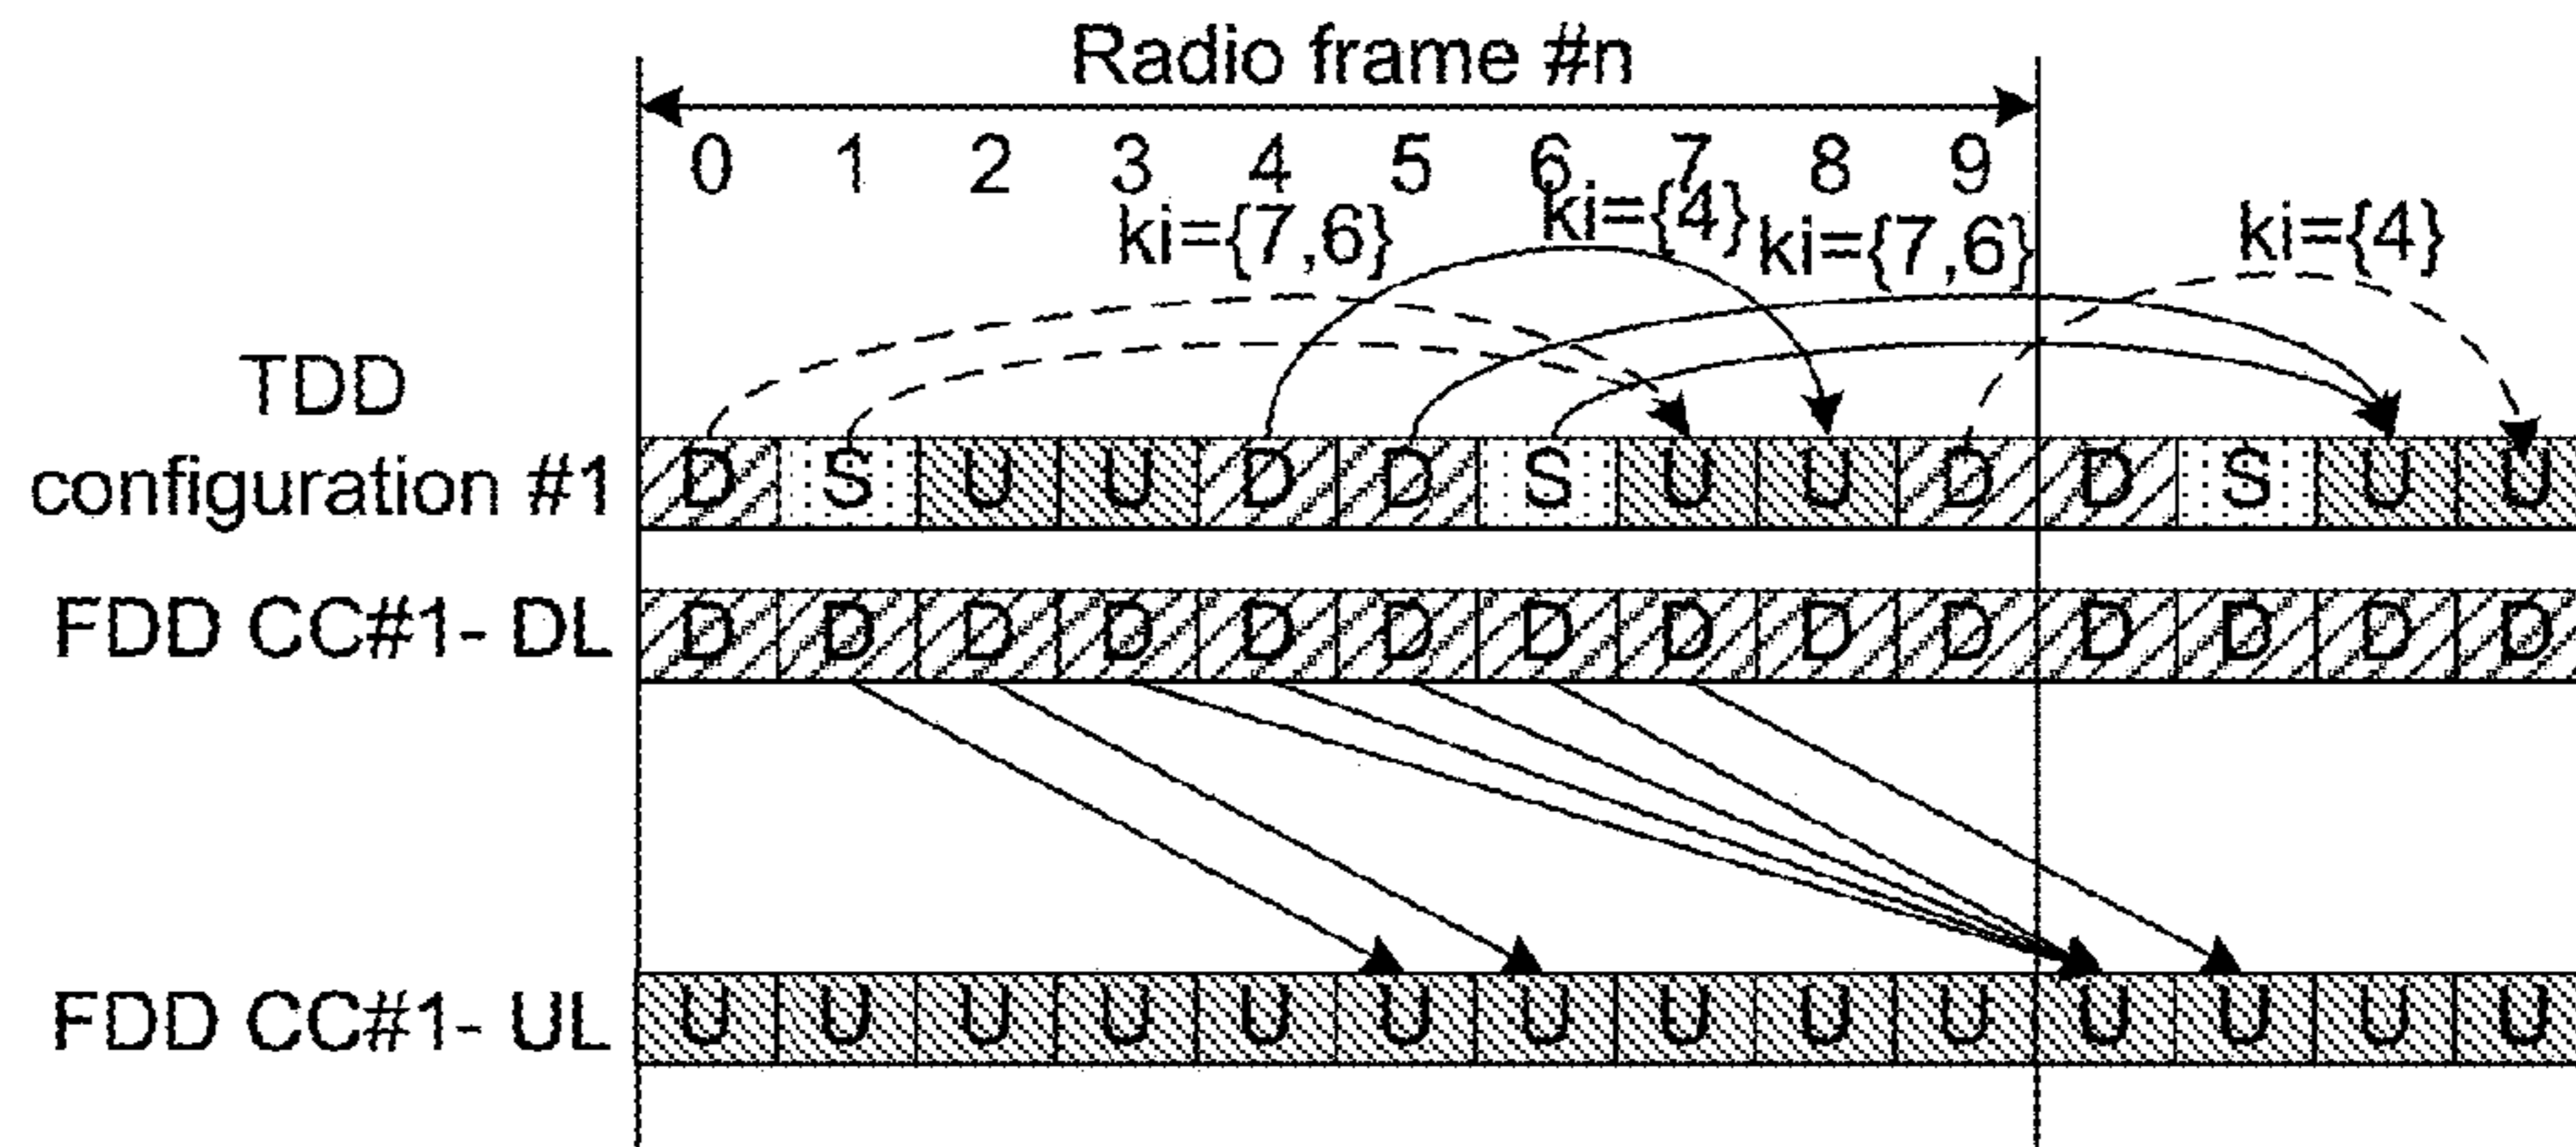 Radio frame #n
0 1 2 3 4 5 6 7 8 9
ki={7,6} ki={4} ki={7,6} ki={4}
TDD
configuration #1 D S U U D D S U U D D S U U
FDD CC#1- DL D D D D D D D D D D D D D D
FDD CC#1- UL U U U U U U U U U U U U U U